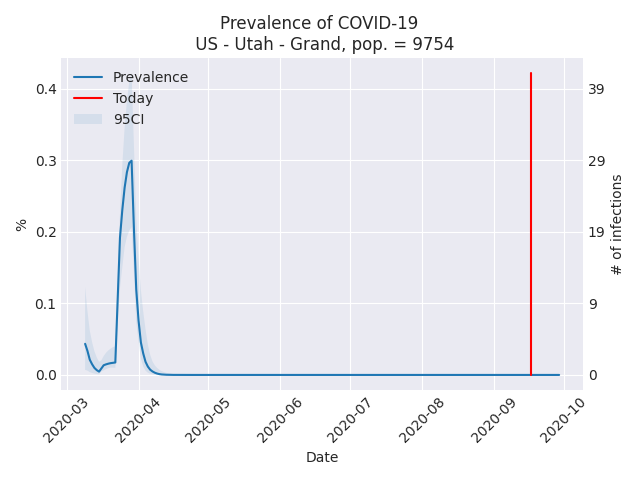 Prevalence of COVID-19
US - Utah - Grand, pop. = 9754
Prevalence
Today
95CI
0.4
0.3
0.2
0.1
0.0
%
39
29
19
9
0
# of infections
2020-03
2020-04
2020-05
2020-06
2020-07
2020-08
2020-09
2020-10
Date